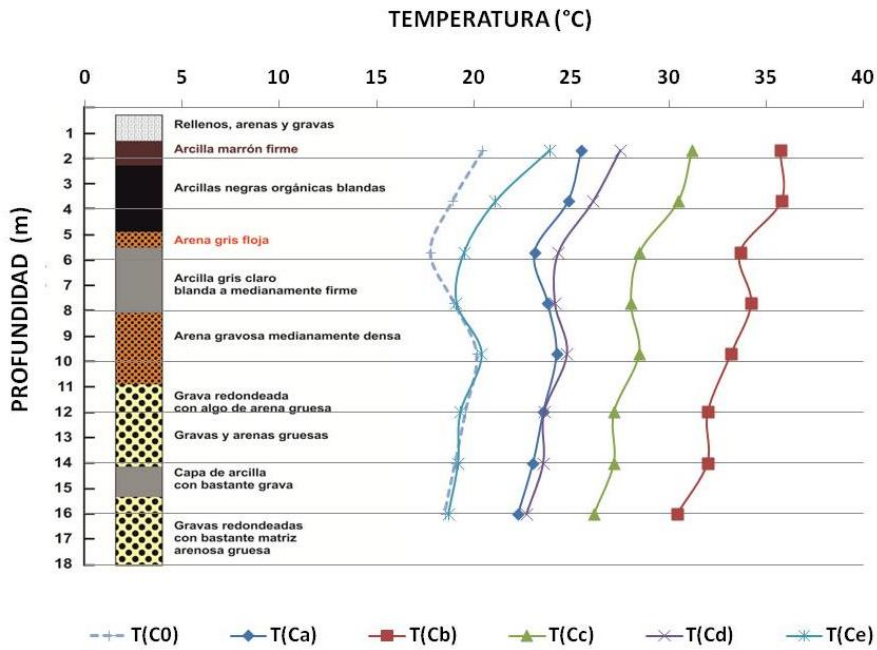 TEMPERATURA (°C)
0 5 10 15 20 25 30 35 40
PROFUNDIDAD (m)
1
2
3
4
5
6
7
8
9
10
11
12
13
14
15
16
17
18
Rellenos, arenas y gravas
Arcilla marrón firme
Arcillas negras orgánicas blandas
Arena gris floja
Arcilla gris claro
blanda a medianamente firme
Arena gravosa medianamente densa
Grava redondeada
con algo de arena gruesa
Gravas y arenas gruesas
Capa de arcilla
con bastante grava
Gravas redondeadas
con bastante matriz
arenosa gruesa
T(C0) T(Ca) T(Cb) T(Cc) T(Cd) T(Ce)